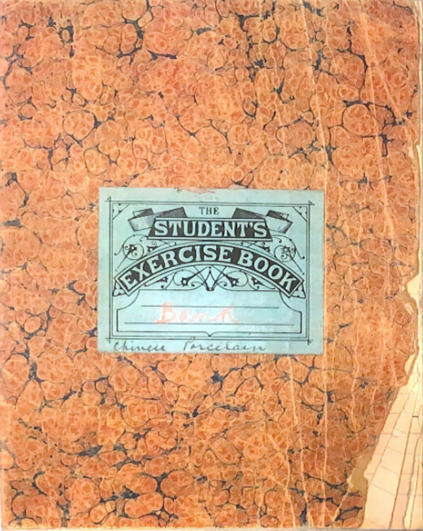 THE
STUDENT'S
EXERCISE BOOK
Chinese Porcelain